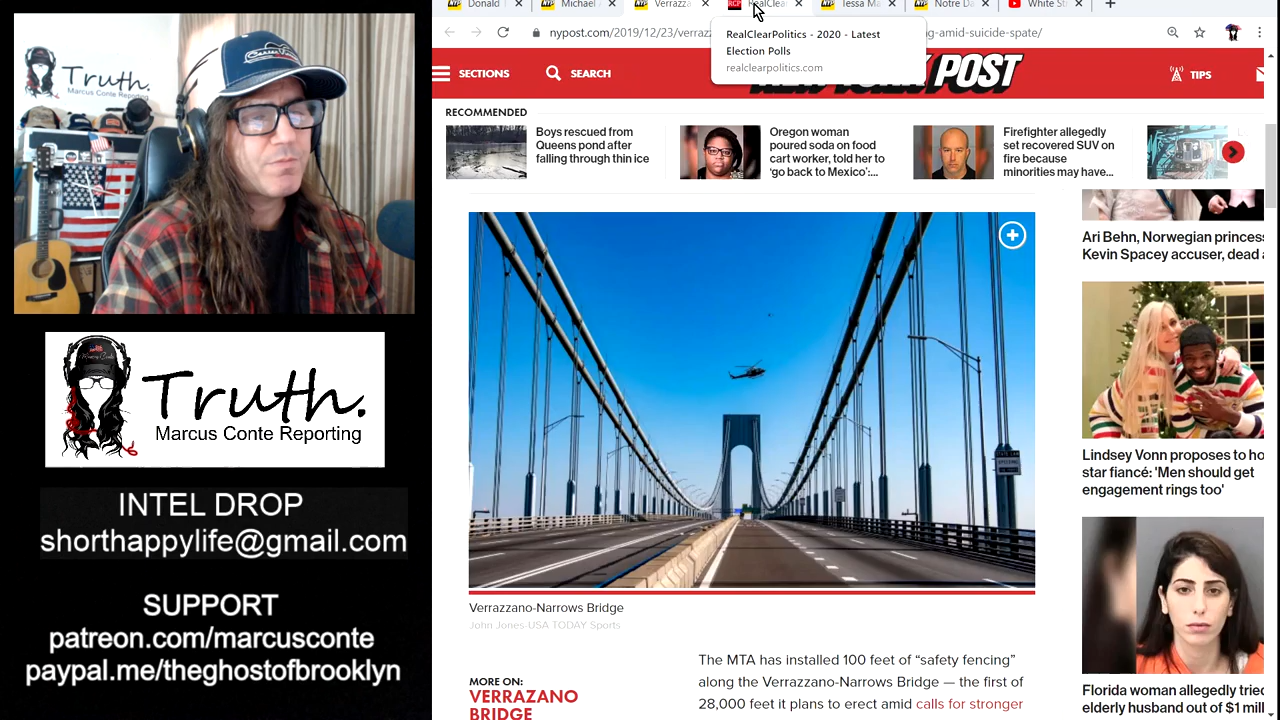 Donald
Michael
Verrazz
RealClea
Tessa Ma
Notre Da
White S
nypost.com/2019/12/23/verraz
ng-amid-suicide-spate/
RealClearPolitics - 2020 - Latest
Election Polls
realclearpolitics.com
SECTIONS
SEARCH
POST
TIPS
RECOMMENDED
Boys rescued from
Queens pond after
falling through thin ice
Oregon woman
poured soda on food
cart worker, told her to
'go back to Mexico':...
Firefighter allegedly
set recovered SUV on
fire because
minorities may have...
Truth.
Marcus Conte Reporting
Truth.
Marcus Conte Reporting
INTEL DROP
shorthappylife@gmail.com
SUPPORT
patreon.com/marcusconte
paypal.me/theghostofbrooklyn
Verrazzano-Narrows Bridge
John Jones-USA TODAY Sports
MORE ON:
VERRAZANO
BRIDGE
The MTA has installed 100 feet of “safety fencing”
along the Verrazzano-Narrows Bridge — the first of
28,000 feet it plans to erect amid calls for stronger
Ari Behn, Norwegian princess
Kevin Spacey accuser, dead a
Lindsey Vonn proposes to ho
star fiancé: 'Men should get
engagement rings too'
Florida woman allegedly tried
elderly husband out of $1 mill